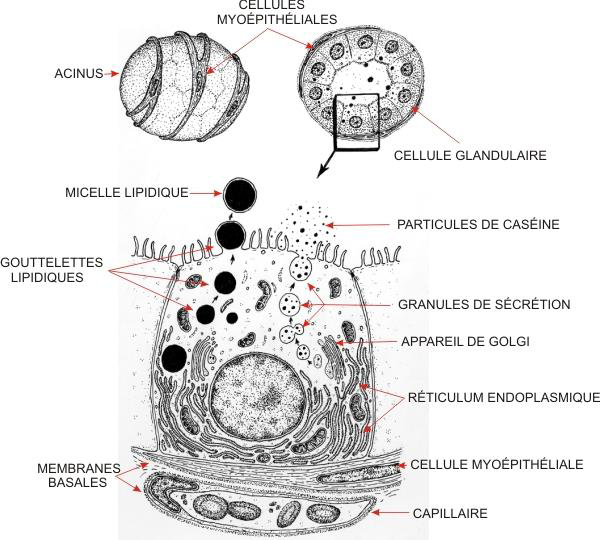 CELLULES
MYOÉPITHÉLIALES
ACINUS
CELLULE GLANDULAIRE
MICELLE LIPIDIQUE
PARTICULES DE CASÉINE
GOUTTELETTES
LIPIDIQUES
GRANULES DE SÉCRÉTION
APPAREIL DE GOLGI
RÉTICULUM ENDOPLASMIQUE
CELLULE MYOÉPITHÉLIALE
MEMBRANES
BASALES
CAPILLAIRE